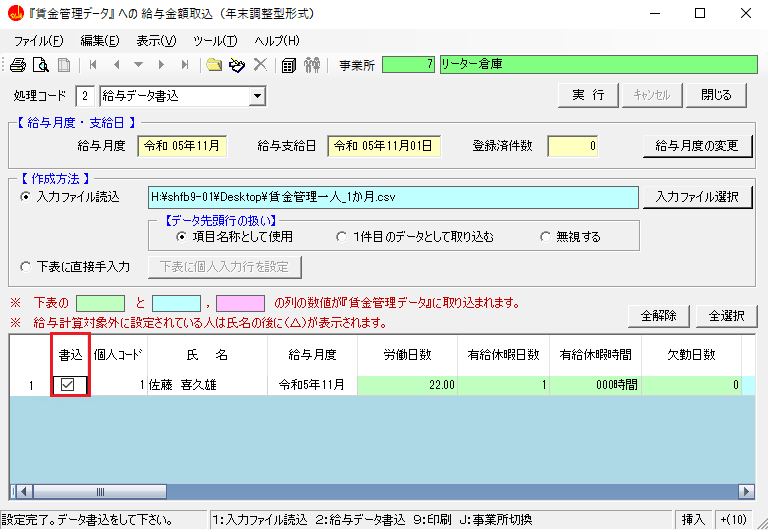 『賃金管理データ』への 給与金額取込 (年末調整型形式)
ファイル(F) 編集(E) 表示(V) ツール(T) ヘルプ(H)
事業所 7 リーター倉庫
処理コード 2 給与データ書込 実 行 キャンセル 閉じる
【 給与月度・支給日 】
給与月度 令和 05年11月 給与支給日 令和 05年11月01日 登録済件数 0 給与月度の変更
【 作成方法 】
入力ファイル読込 H:¥shfb9-01¥Desktop¥賃金管理一人_1か月.csv 入力ファイル選択
【データ先頭行の扱い】
項目名称として使用 1件目のデータとして取り込む 無視する
下表に直接手入力 下表に個人入力行を設定
※ 下表の と , の列の数値が『賃金管理データ』に取り込まれます。
※ 給与計算対象外に設定されている人は氏名の後に(△)が表示されます。 全解除 全選択
書込 個人コード 氏 名 給与月度 労働日数 有給休暇日数 有給休暇時間 欠勤日数
1 1 佐藤 喜久雄 令和5年11月 22.00 1 000時間 0
設定完了。データ書込をして下さい。 1:入力ファイル読込 2:給与データ書込 9:印刷 J:事業所切換 挿入 +(10)